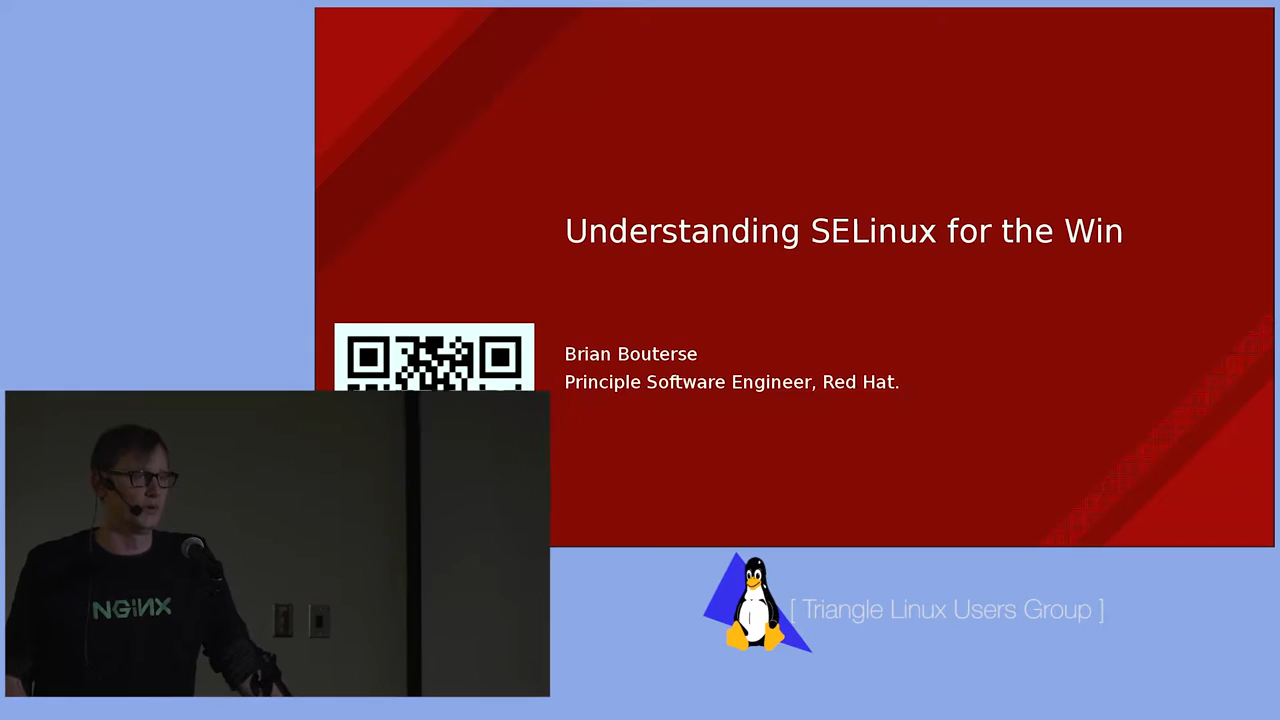 Understanding SELinux for the Win
Brian Bouterse
Principle Software Engineer, Red Hat.
NGINX
[ Triangle Linux Users Group ]